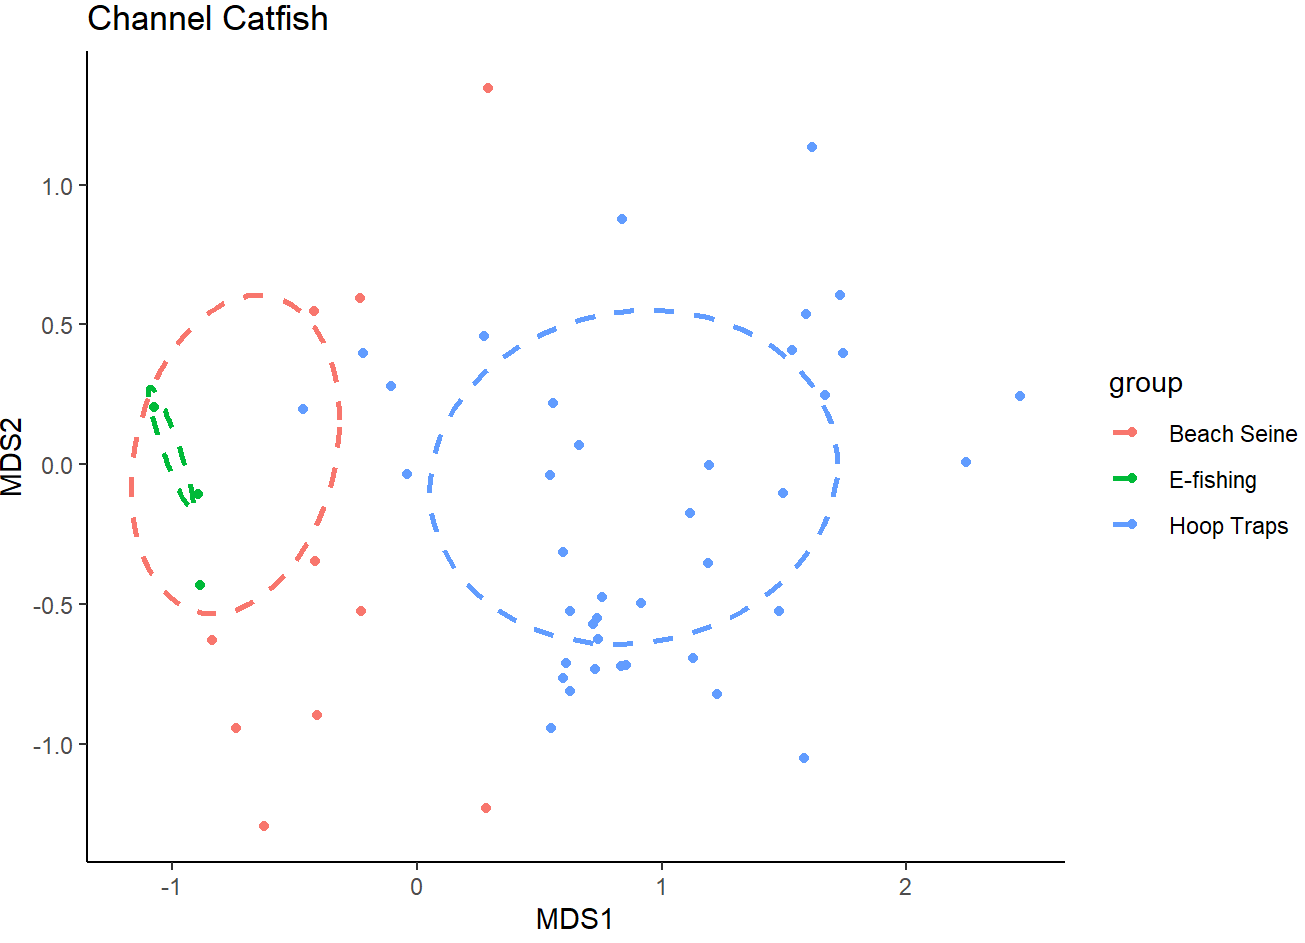 Channel Catfish
MDS2
1.0
0.5
0.0
-0.5
-1.0
-1
0
1
2
MDS1
group
Beach Seine
E-fishing
Hoop Traps